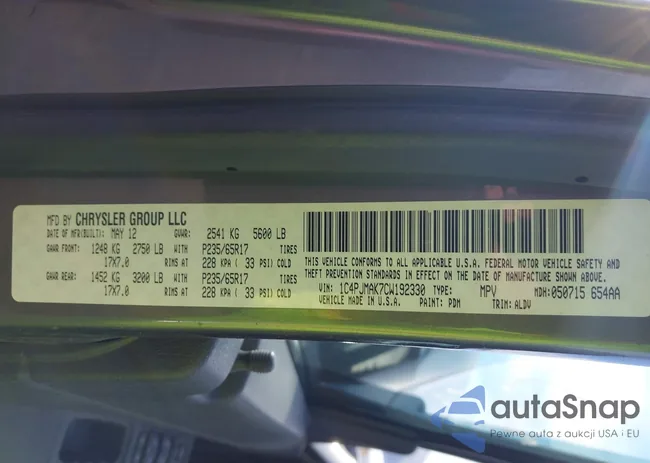 MFD BY CHRYSLER GROUP LLC
DATE OF MFR(BUILT): MAY 12 GVWR: 2541 KG 5600 LB
GAWR FRONT: 1248 KG 2750 LB WITH P235/65R17 TIRES
17X7.0 RIMS AT 228 KPA ( 33 PSI) COLD
GAWR REAR: 1452 KG 3200 LB WITH P235/65R17 TIRES
17X7.0 RIMS AT 228 KPA ( 33 PSI) COLD
THIS VEHICLE CONFORMS TO ALL APPLICABLE U.S.A. FEDERAL MOTOR VEHICLE SAFETY AND
THEFT PREVENTION STANDARDS IN EFFECT ON THE DATE OF MANUFACTURE SHOWN ABOVE.
VIN: 1C4PJMAK7CW192330 TYPE: MPV MDH: 050715 654AA
VEHICLE MADE IN U.S.A. PAINT: PDM TRIM: ALDV
autaSnap
Pewne auta z aukcji USA i EU